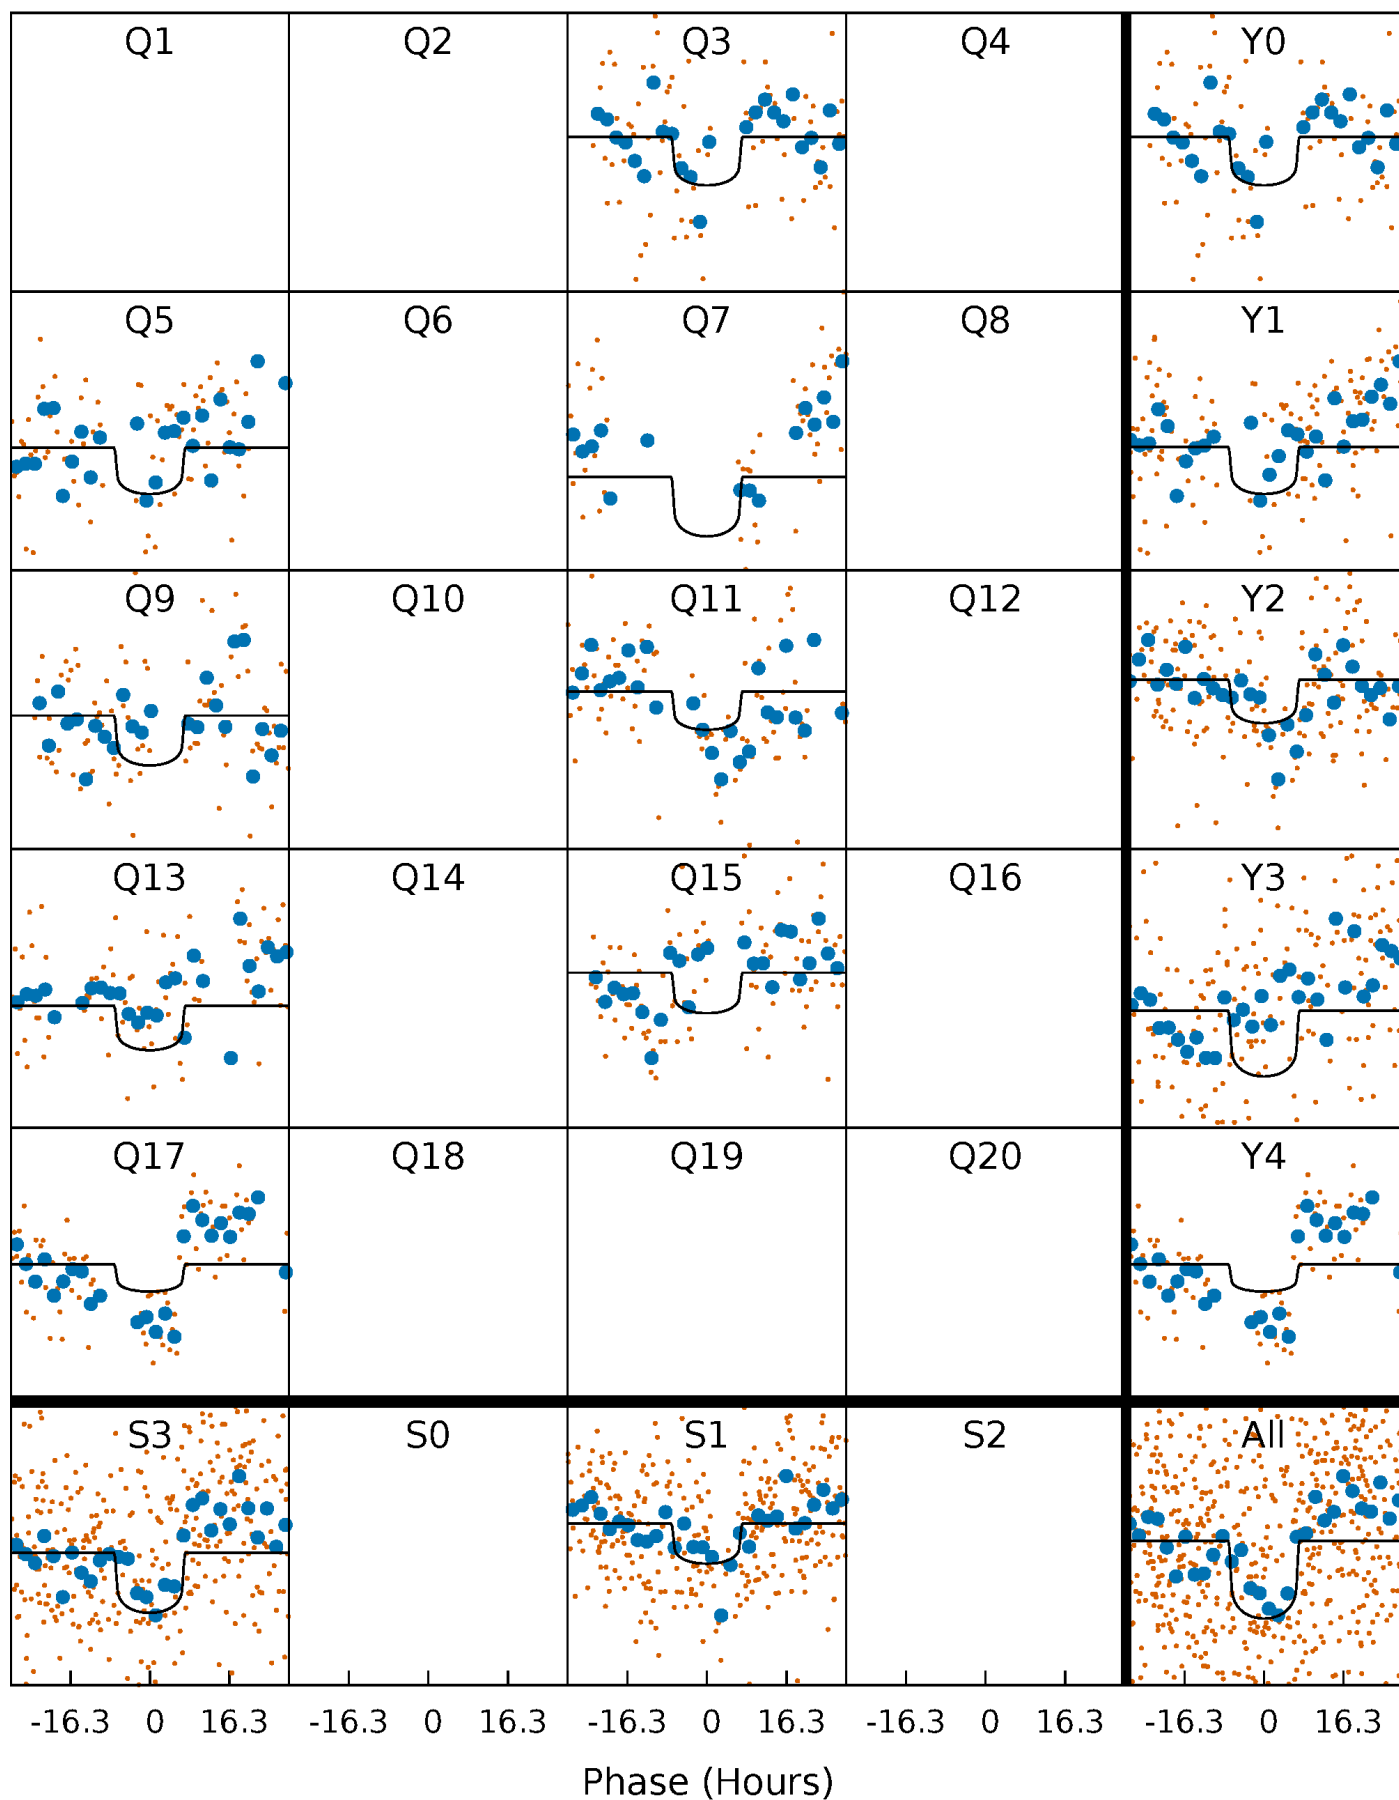 Q1 Q2 Q3 Q4 Y0
Q5 Q6 Q7 Q8 Y1
Q9 Q10 Q11 Q12 Y2
Q13 Q14 Q15 Q16 Y3
Q17 Q18 Q19 Q20 Y4
S3 S0 S1 S2 All
-16.3 0 16.3 -16.3 0 16.3 -16.3 0 16.3 -16.3 0 16.3 -16.3 0 16.3
Phase (Hours)